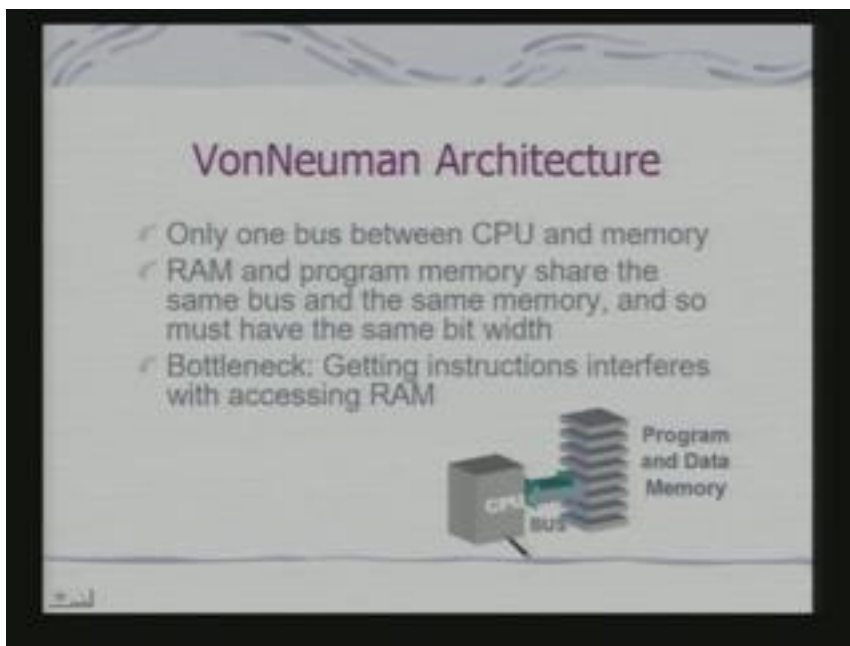 VonNeuman Architecture
Only one bus between CPU and memory
RAM and program memory share the
same bus and the same memory, and so
must have the same bit width
Bottleneck: Getting instructions interferes
with accessing RAM
Program
and Data
Memory
CPU
BUS